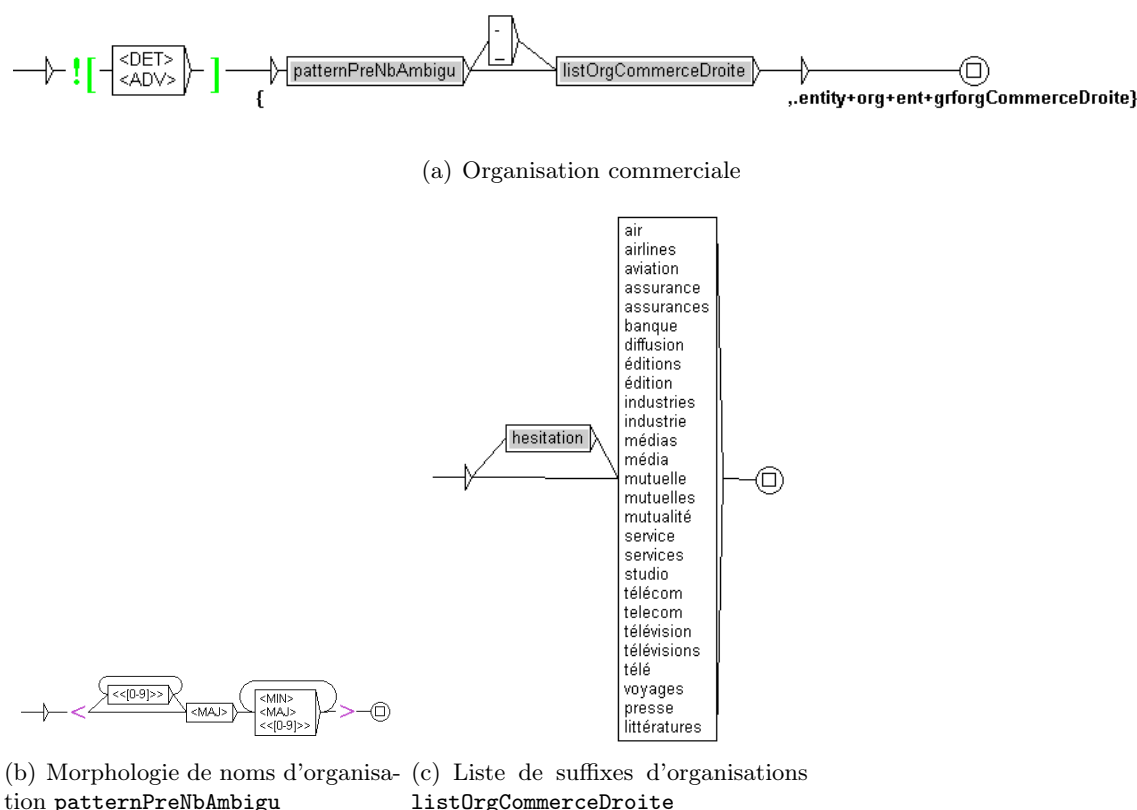 -
_
![ <DET> ] patternPreNbAmbigu listOrgCommerceDroite
<ADV>
{ ,.entity+org+ent+grforgCommerceDroite}
(a) Organisation commerciale
air
airlines
aviation
assurance
assurances
banque
diffusion
éditions
édition
industries
industrie
médias
média
mutuelle
mutuelles
mutualité
service
services
studio
télécom
telecom
télévision
télévisions
télé
voyages
presse
littératures
hesitation
< <<[0-9]>> <MAJ> <MIN> >
<MAJ>
<<[0-9]>>
(b) Morphologie de noms d'organisa-
tion patternPreNbAmbigu
(c) Liste de suffixes d'organisations
listOrgCommerceDroite